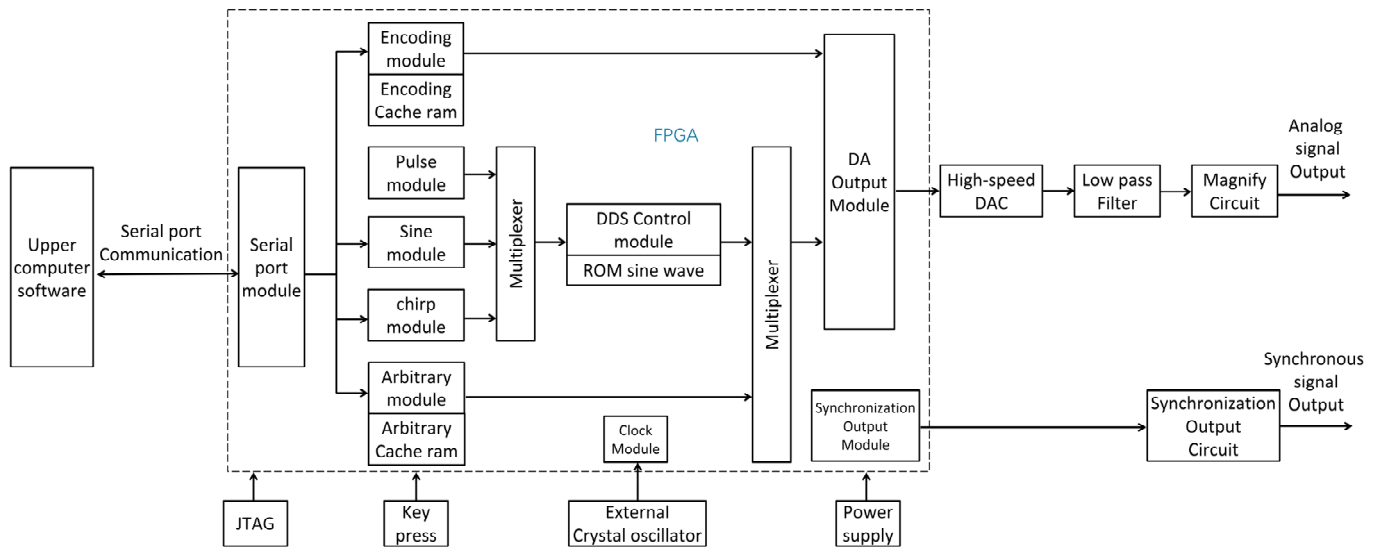 Encoding
module
Encoding
Cache ram
FPGA
Pulse
module
Sine
module
chirp
module
Arbitrary
module
Arbitrary
Cache ram
Upper
computer
software
Serial port
Communication
Serial
port
module
Multiplexer
DDS Control
module
ROM sine wave
Multiplexer
DA
Output
Module
High-speed
DAC
Low pass
Filter
Magnify
Circuit
Analog
signal
Output
Clock
Module
Synchronization
Output
Module
Synchronization
Output
Circuit
Synchronous
signal
Output
JTAG
Key
press
External
Crystal oscillator
Power
supply